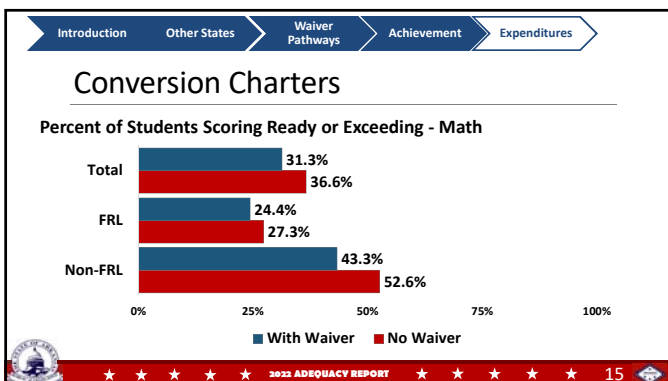 Introduction
Other States
Waiver
Pathways
Achievement
Expenditures
Conversion Charters
Percent of Students Scoring Ready or Exceeding - Math
Total
31.3%
36.6%
FRL
24.4%
27.3%
Non-FRL
43.3%
52.6%
0% 25% 50% 75% 100%
With Waiver No Waiver
2022 ADEQUACY REPORT
15